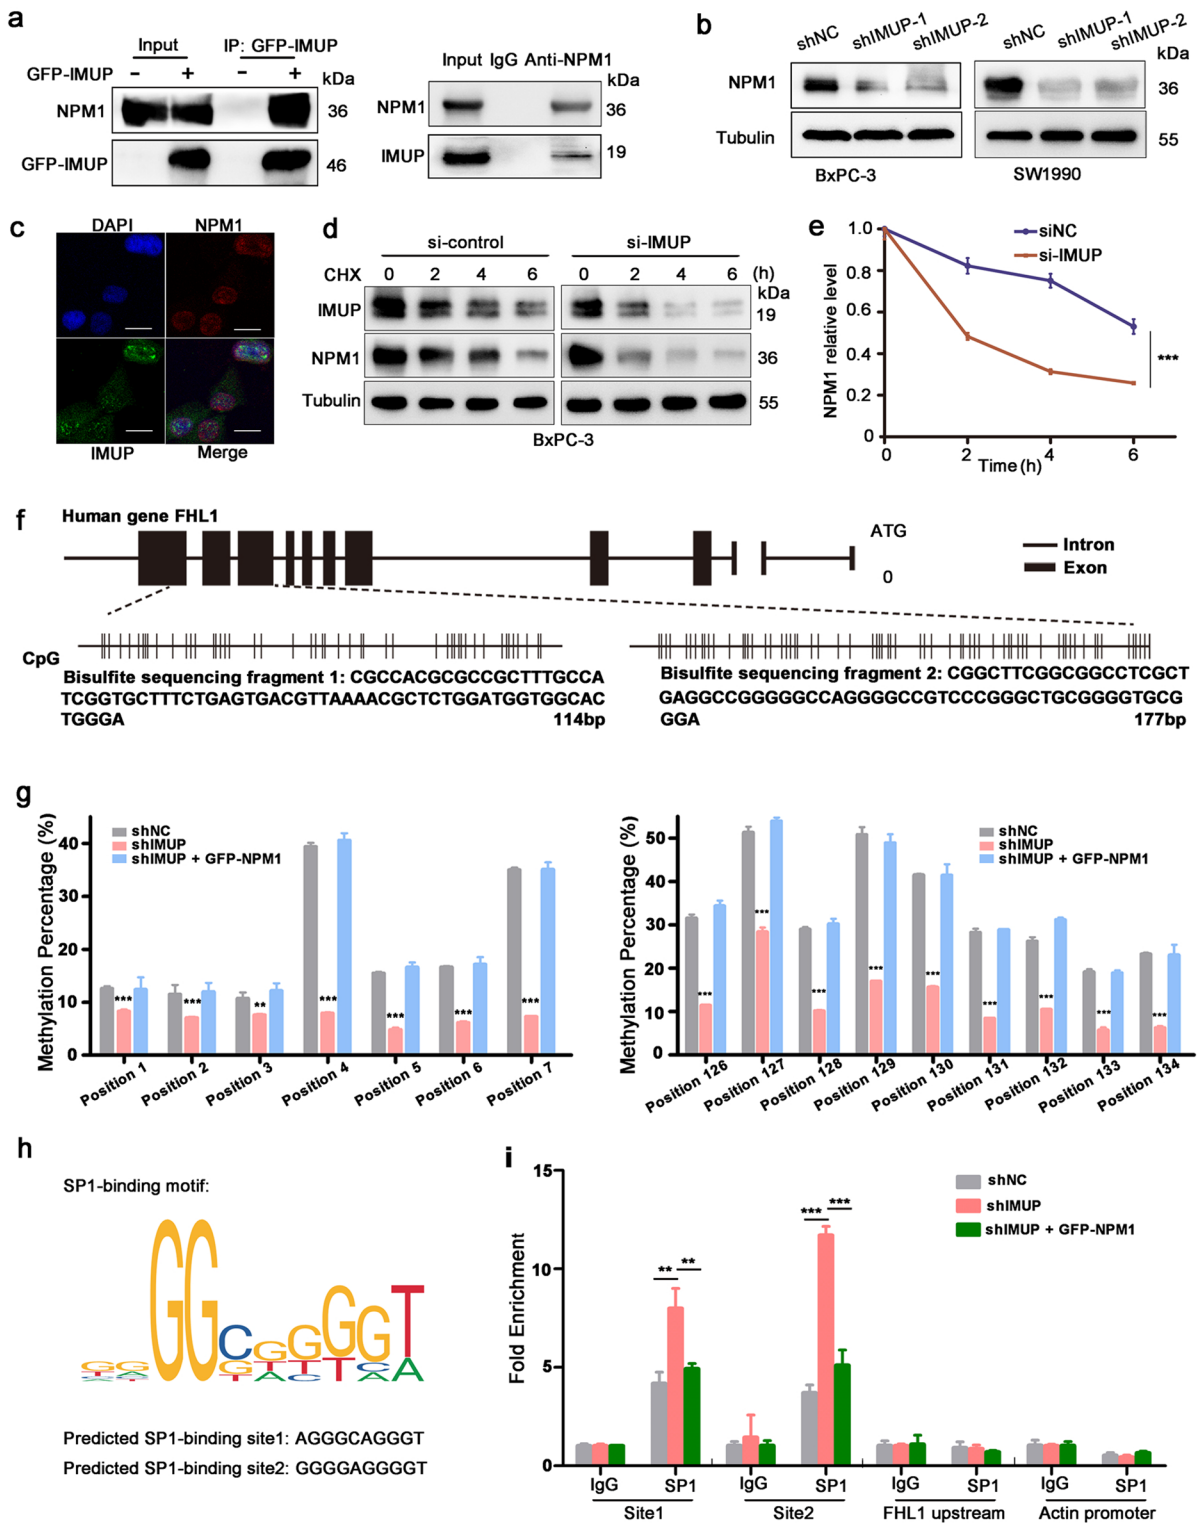 a
Input IP: GFP-IMUP
GFP-IMUP - + - + kDa
NPM1 36
GFP-IMUP 46
Input IgG Anti-NPM1
kDa
NPM1 36
IMUP 19
b
shNC shIMUP-1 shIMUP-2 shNC shIMUP-1 shIMUP-2
kDa
NPM1 36
Tubulin 55
BxPC-3 SW1990
c
DAPI NPM1
IMUP Merge
d
si-control si-IMUP
CHX 0 2 4 6 0 2 4 6 (h)
kDa
IMUP 19
NPM1 36
Tubulin 55
BxPC-3
e
NPM1 relative level
1.0
0.8
0.6
0.4
0.2
0
0 2 4 6
Time (h)
siNC
si-IMUP
***
f
Human gene FHL1
ATG
0
Intron
Exon
CpG
Bisulfite sequencing fragment 1: CGCCACGCGCCGCTTTGCCA
TCGGTGCTTTCTGAGTGACGTTAAAACGCTCTGGATGGTGGCAC
TGGGA 114bp
Bisulfite sequencing fragment 2: CGGCTTCGGCGGCCTCGCT
GAGGCCGGGGGCCAGGGGCCGTCCCGGGCTGCGGGGTGCG
GGA 177bp
g
Methylation Percentage (%)
40
30
20
10
0
shNC
shIMUP
shIMUP + GFP-NPM1
*** *** ** *** *** *** ***
Position 1 Position 2 Position 3 Position 4 Position 5 Position 6 Position 7
Methylation Percentage (%)
50
40
30
20
10
0
shNC
shIMUP
shIMUP + GFP-NPM1
*** *** *** *** *** *** *** *** ***
Position 126 Position 127 Position 128 Position 129 Position 130 Position 131 Position 132 Position 133 Position 134
h
SP1-binding motif:
Predicted SP1-binding site1: AGGGCAGGGT
Predicted SP1-binding site2: GGGGAGGGGT
i
Fold Enrichment
15
10
5
0
shNC
shIMUP
shIMUP + GFP-NPM1
** ** *** ***
IgG SP1 IgG SP1 IgG SP1 IgG SP1
Site1 Site2 FHL1 upstream Actin promoter